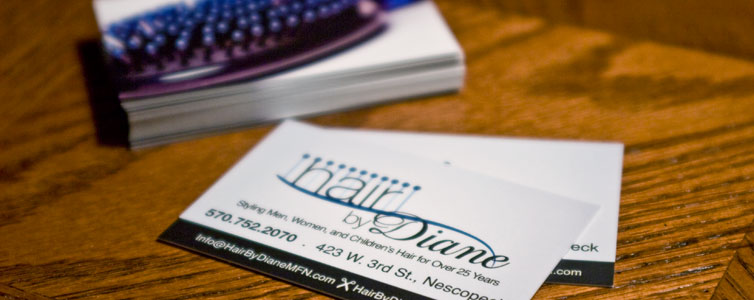 hair
by Diane
Styling Men, Women, and Children's Hair for Over 25 Years
570.752.2070 . 423 W. 3rd St., Nescopeck
Info@HairByDianeMFN.com HairByD
eck
.com